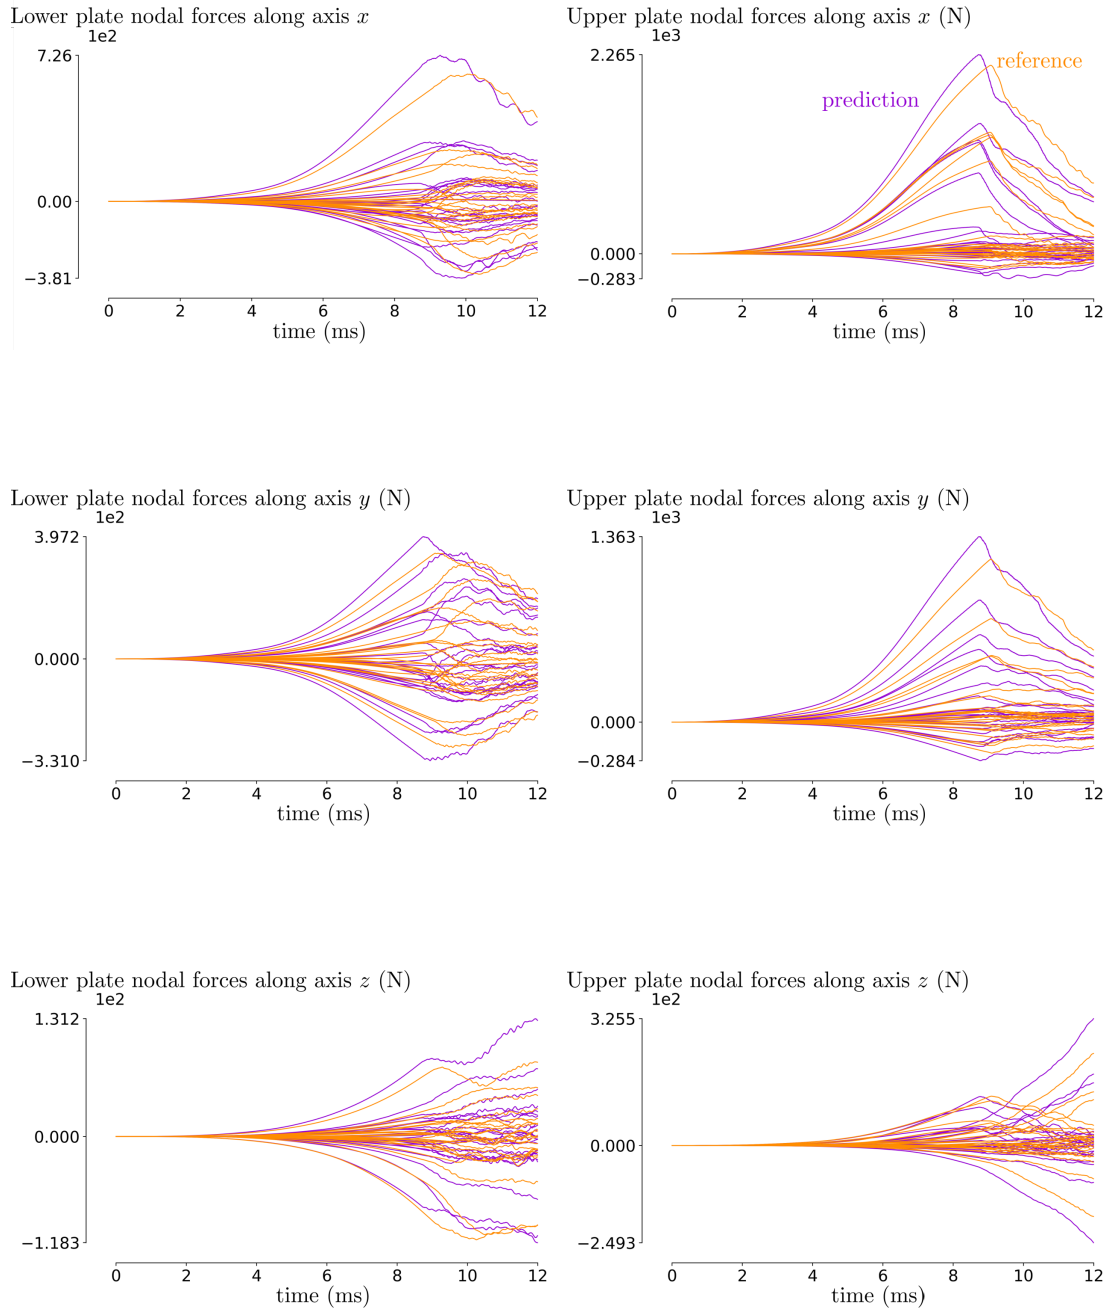 Lower plate nodal forces along axis x
1e2
7.26
0.00
−3.81
0 2 4 6 8 10 12
time (ms)
Upper plate nodal forces along axis x (N)
1e3
2.265
reference
prediction
0.000
−0.283
0 2 4 6 8 10 12
time (ms)
Lower plate nodal forces along axis y (N)
1e2
3.972
0.000
−3.310
0 2 4 6 8 10 12
time (ms)
Upper plate nodal forces along axis y (N)
1e3
1.363
0.000
−0.284
0 2 4 6 8 10 12
time (ms)
Lower plate nodal forces along axis z (N)
1e2
1.312
0.000
−1.183
0 2 4 6 8 10 12
time (ms)
Upper plate nodal forces along axis z (N)
1e2
3.255
0.000
−2.493
0 2 4 6 8 10 12
time (ms)